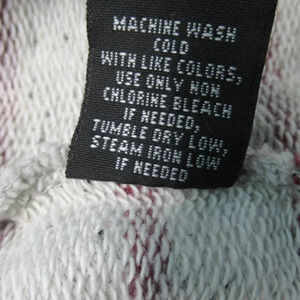 MACHINE WASH
COLD
WITH LIKE COLORS,
USE ONLY NON
CHLORINE BLEACH
IF NEEDED,
TUMBLE DRY LOW,
STEAM IRON LOW
IF NEEDED